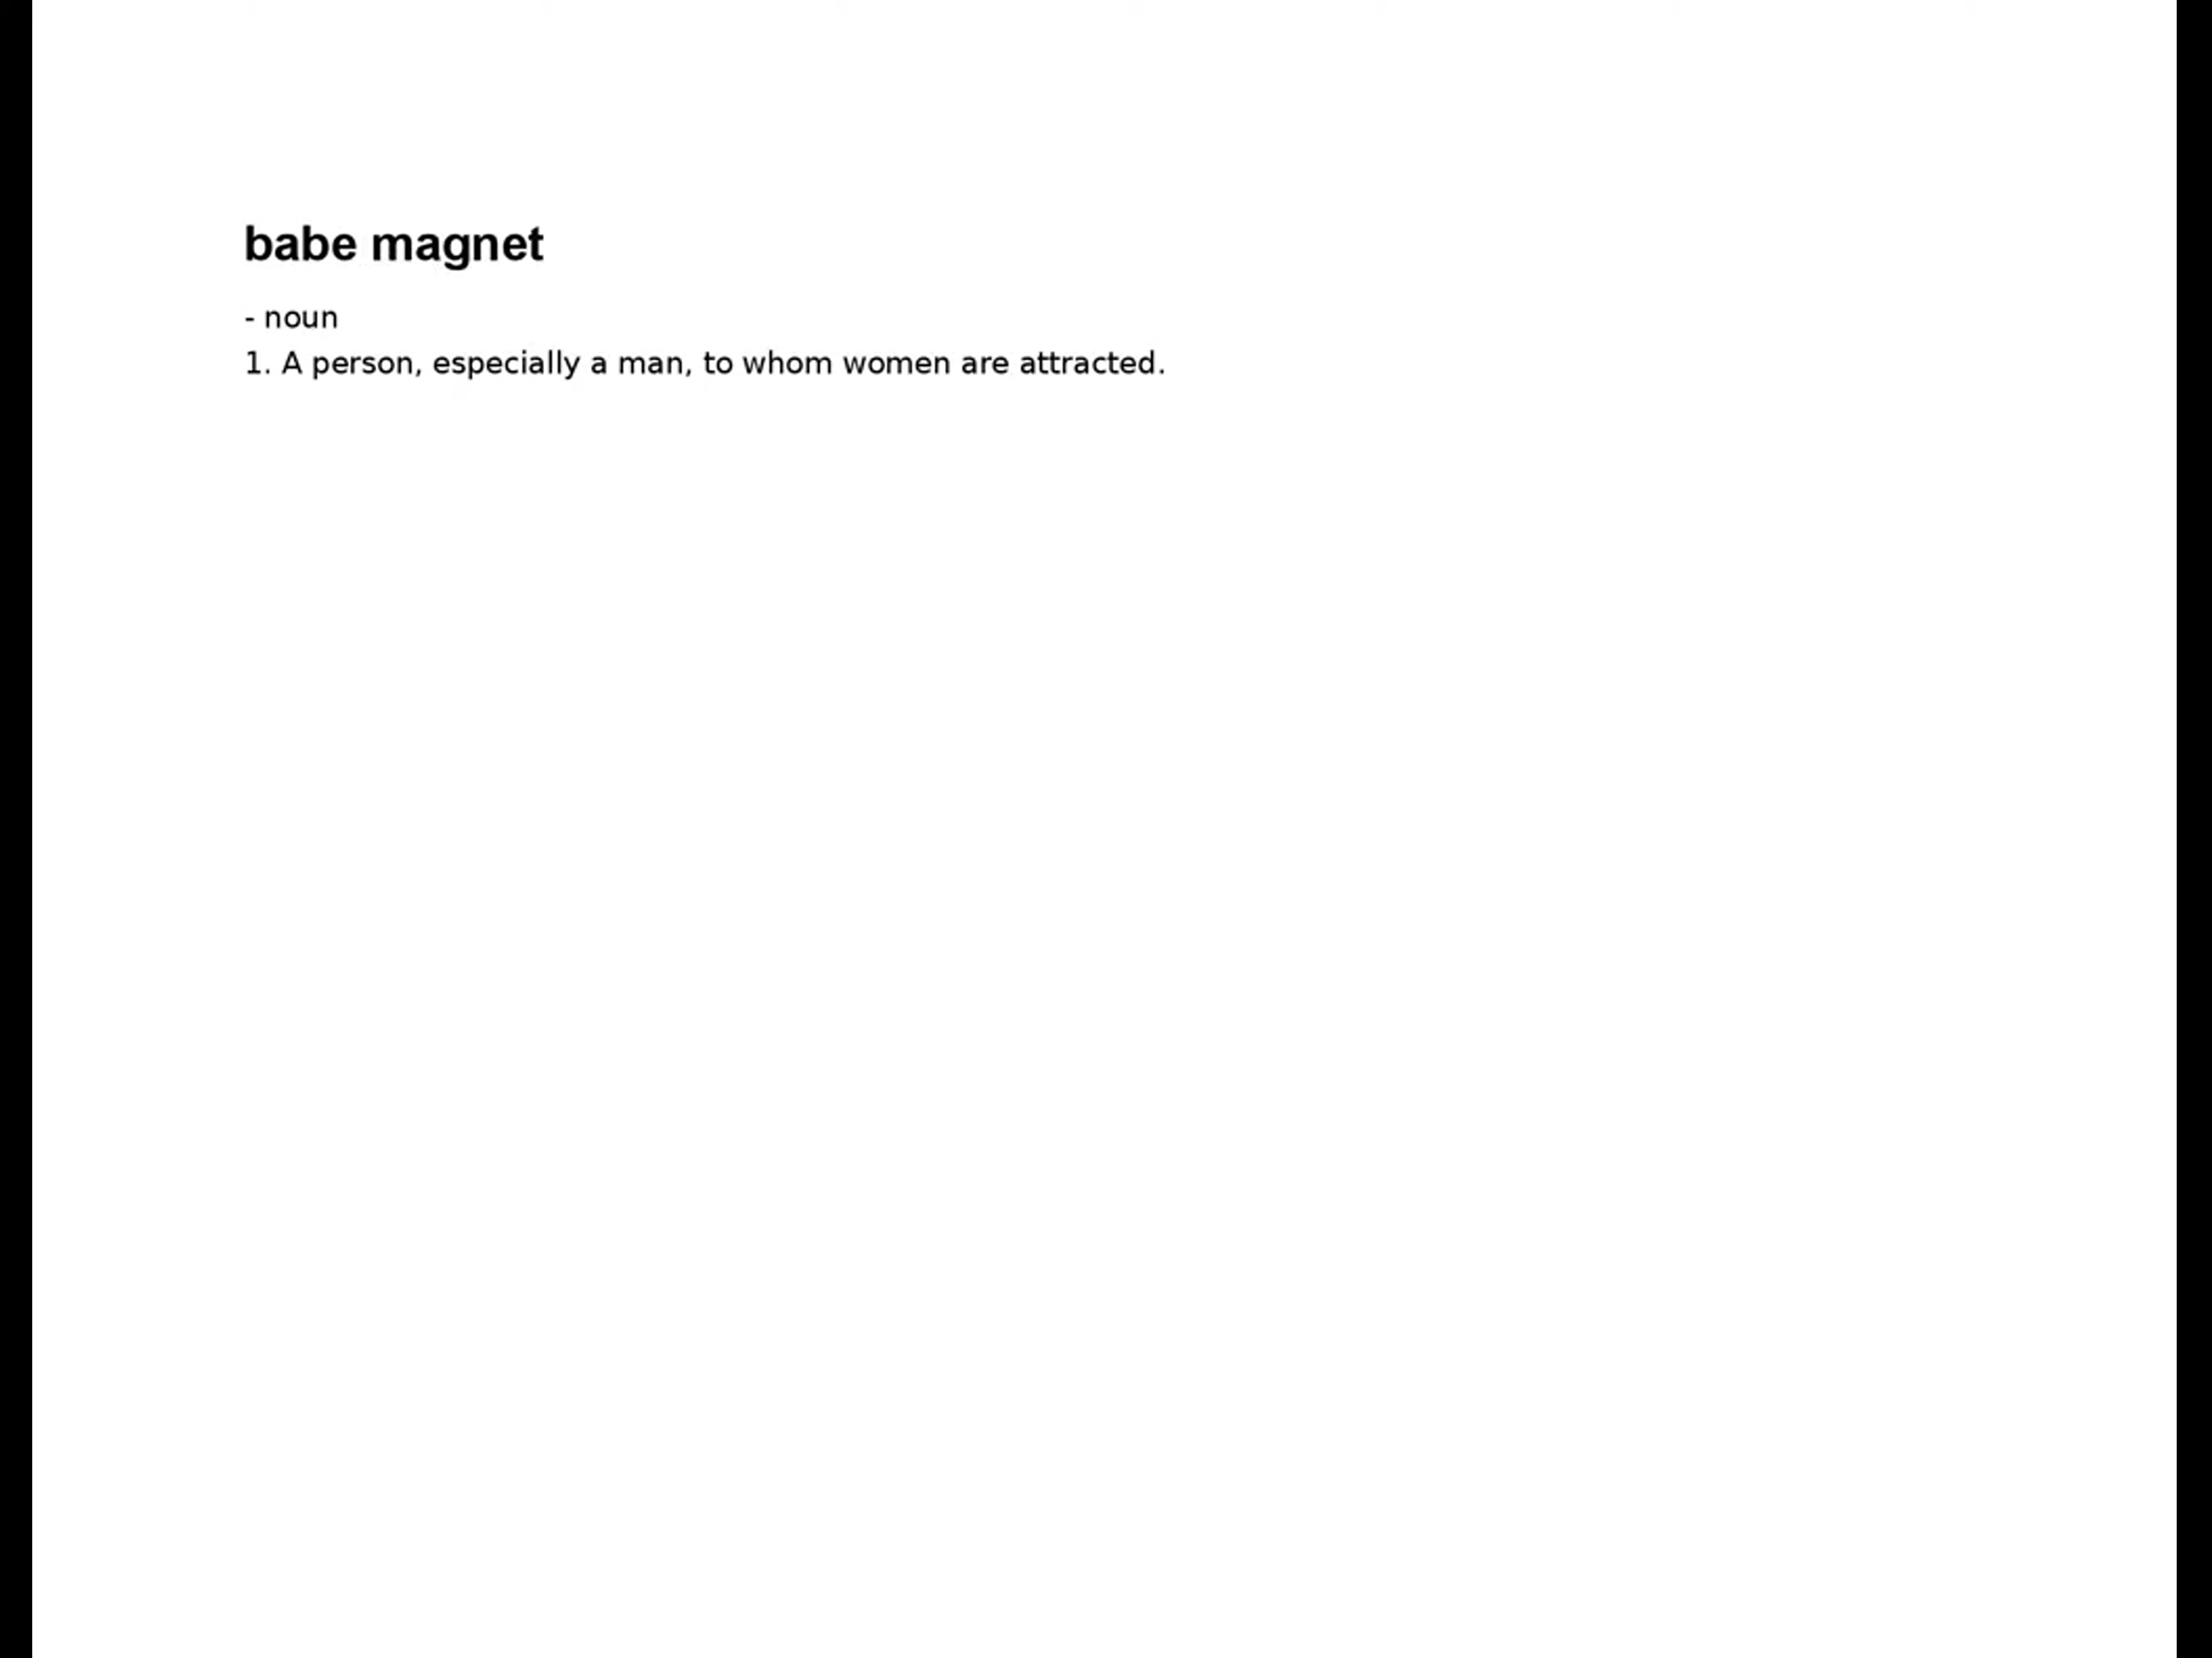 babe magnet
- noun
1. A person, especially a man, to whom women are attracted.